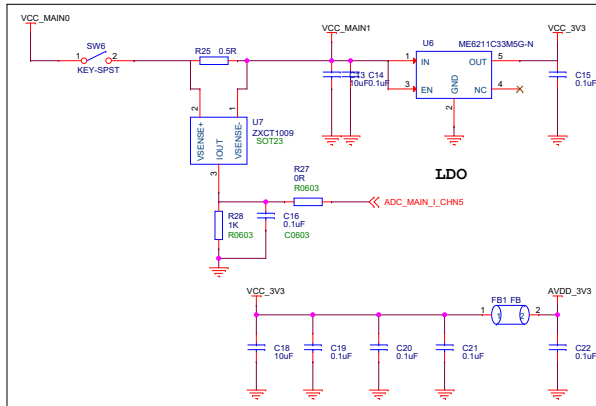 VCC_MAIN0
VCC_MAIN1
VCC_3V3
SW6
1
2
KEY-SPST
R25 0.5R
U6
ME6211C33M5G-N
1
IN
OUT
5
3
EN
GND
NC
4
2
C14
10uF
0.1uF
C15
0.1uF
2
1
VSENSE+
IOUT
VSENSE-
3
U7
ZXCT1009
SOT23
LDO
R27
0R
R0603
ADC_MAIN_I_CHN5
R28
1K
R0603
C16
0.1uF
C0603
VCC_3V3
FB1 FB
AVDD_3V3
1
1
2
2
C18
10uF
C19
0.1uF
C20
0.1uF
C21
0.1uF
C22
0.1uF